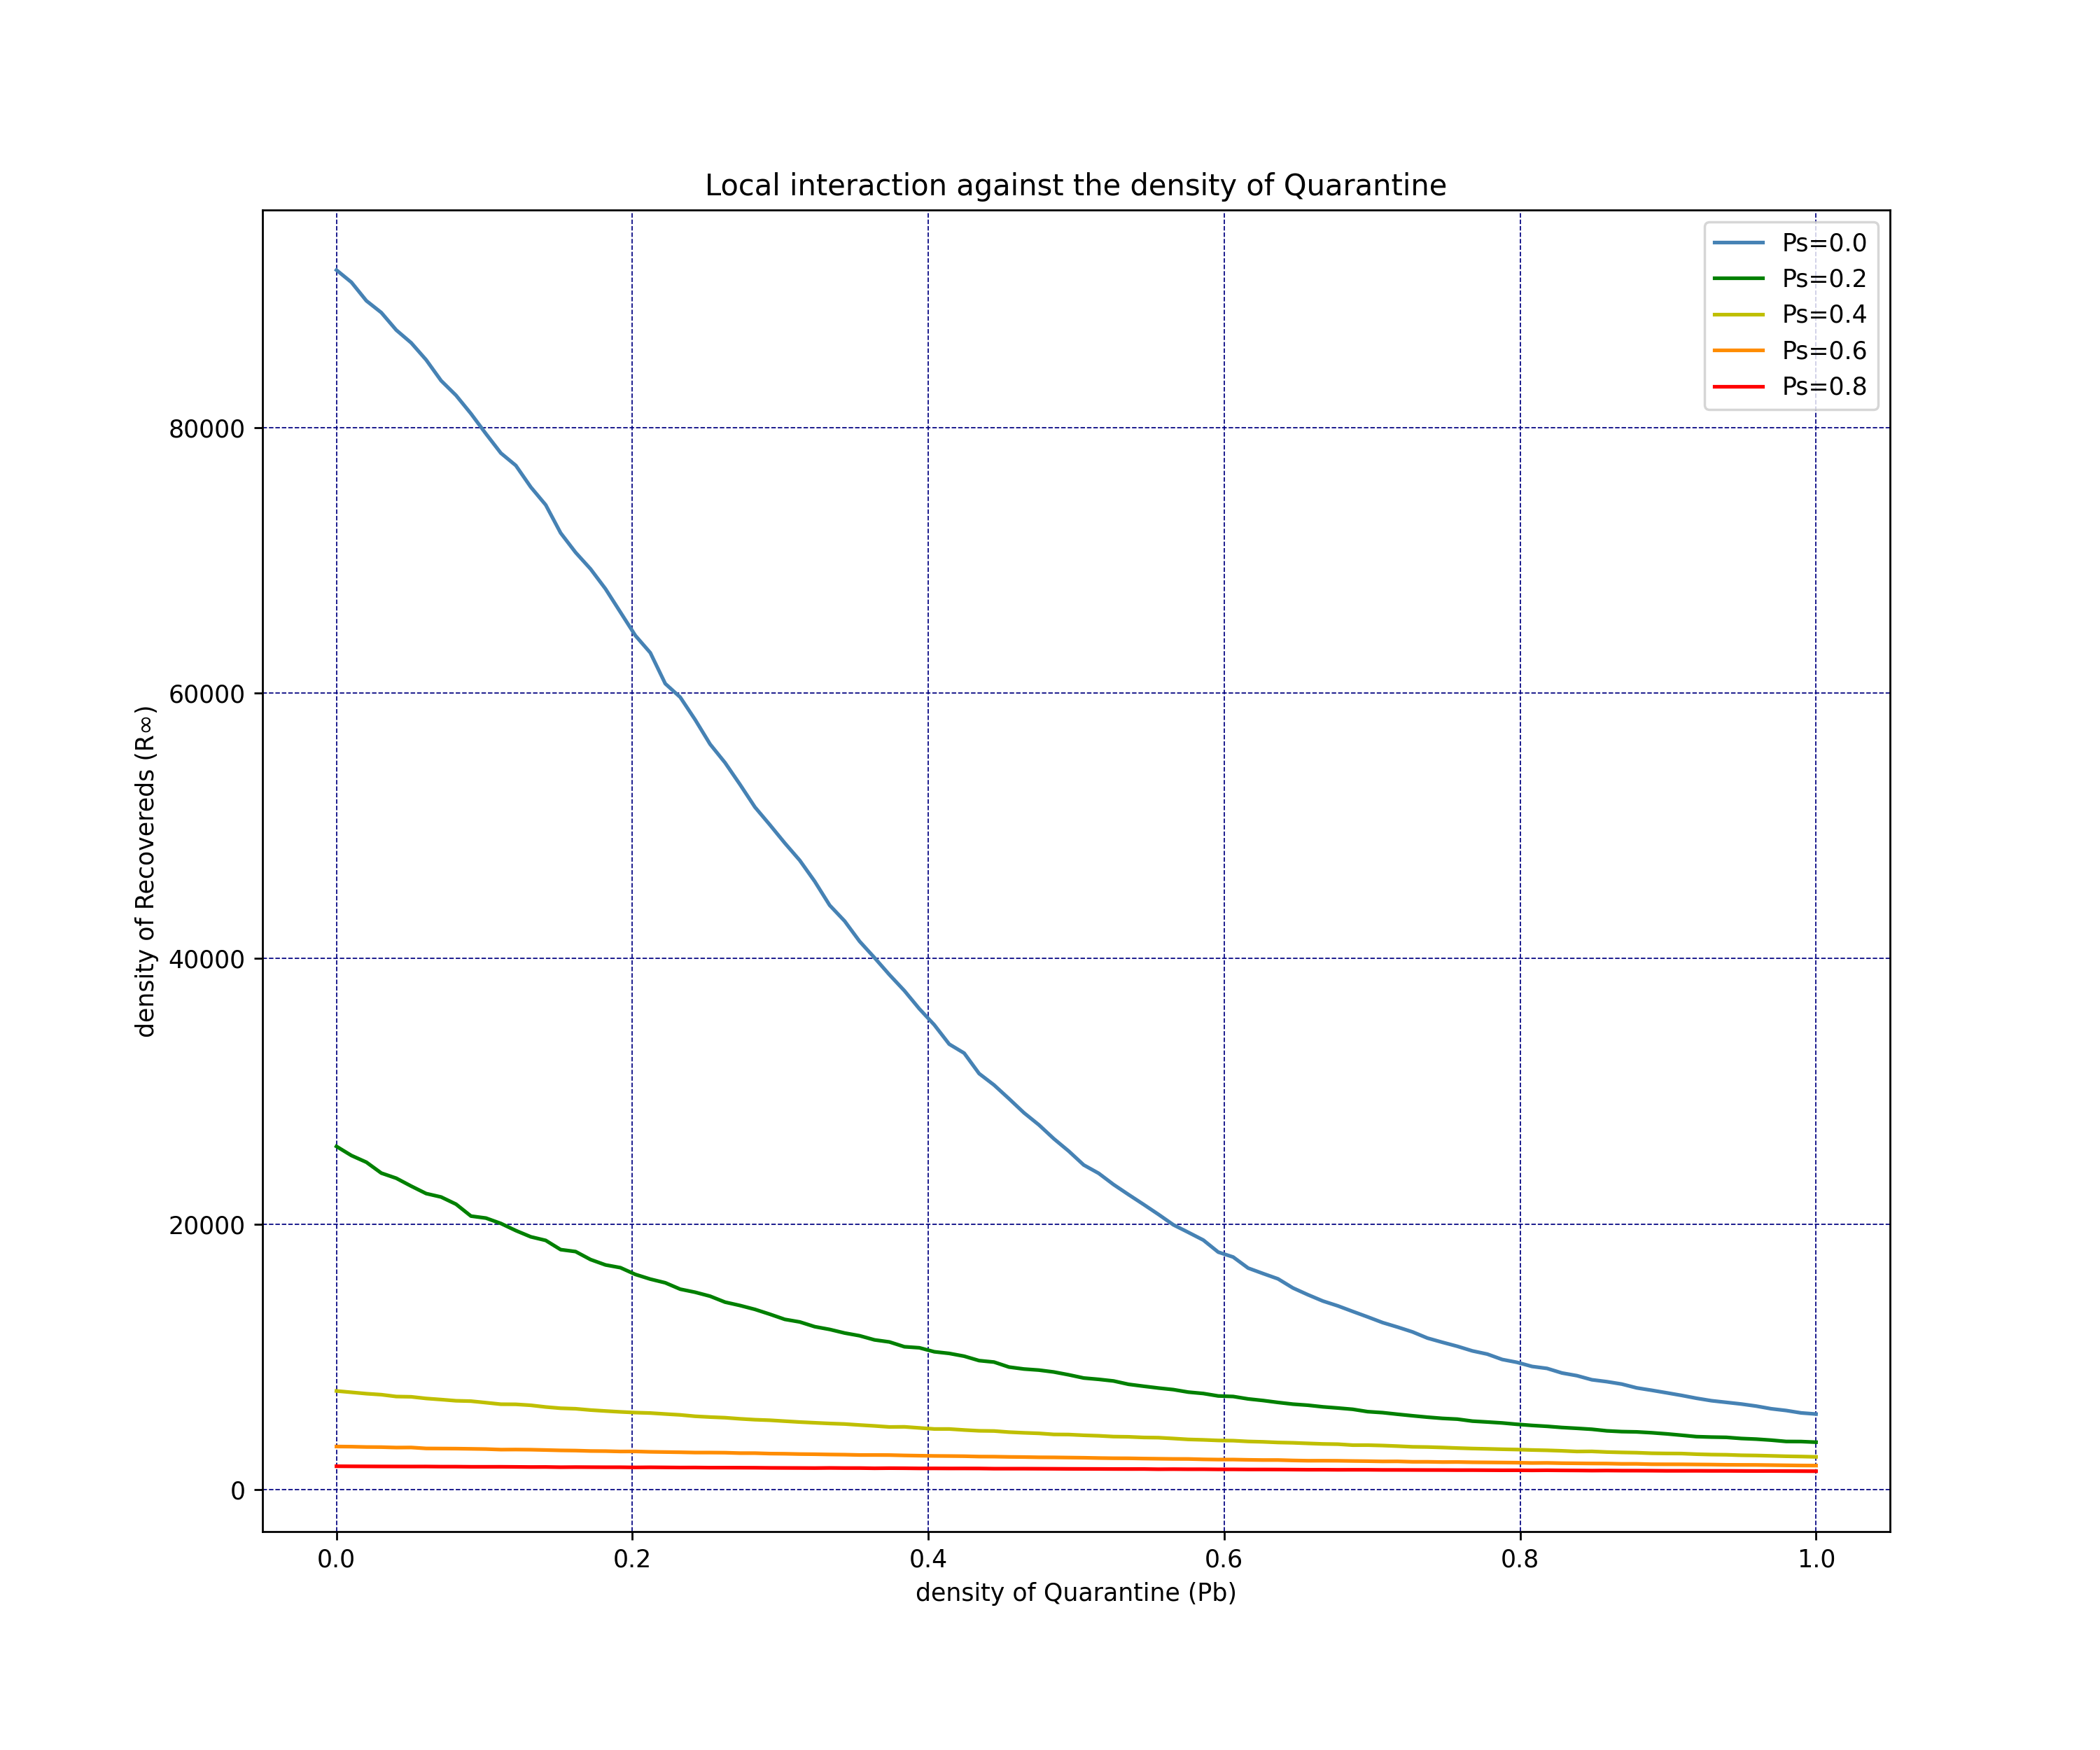 Local interaction against the density of Quarantine
Ps=0.0
Ps=0.2
Ps=0.4
Ps=0.6
Ps=0.8
density of Recovereds (R∞)
80000
60000
40000
20000
0
0.0 0.2 0.4 0.6 0.8 1.0
density of Quarantine (Pb)